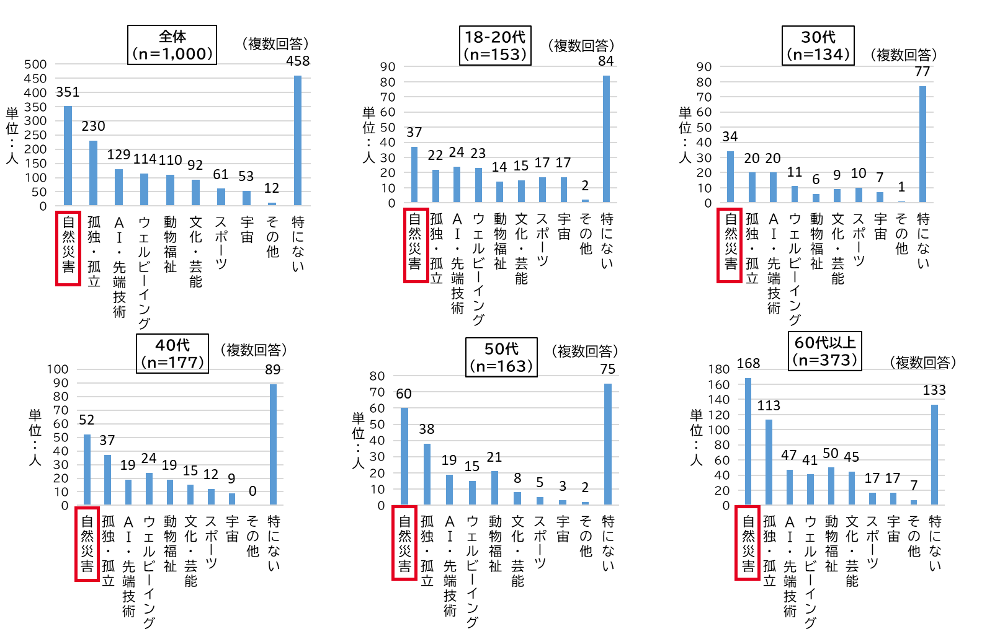 全体
(n=1,000)
(複数回答)
単位:人
500
450
400
350
300
250
200
150
100
50
0
351
230
129
114
110
92
61
53
12
458
自然災害
孤独・孤立
AI・先端技術
ウェルビーイング
動物福祉
文化・芸能
スポーツ
宇宙
その他
特にない
18-20代
(n=153)
(複数回答)
単位:人
90
80
70
60
50
40
30
20
10
0
37
22
24
23
14
15
17
17
2
84
自然災害
孤独・孤立
AI・先端技術
ウェルビーイング
動物福祉
文化・芸能
スポーツ
宇宙
その他
特にない
30代
(n=134)
(複数回答)
単位:人
90
80
70
60
50
40
30
20
10
0
34
20
20
11
6
9
10
7
1
77
自然災害
孤独・孤立
AI・先端技術
ウェルビーイング
動物福祉
文化・芸能
スポーツ
宇宙
その他
特にない
40代
(n=177)
(複数回答)
単位:人
100
90
80
70
60
50
40
30
20
10
0
52
37
19
24
19
15
12
9
0
89
自然災害
孤独・孤立
AI・先端技術
ウェルビーイング
動物福祉
文化・芸能
スポーツ
宇宙
その他
特にない
50代
(n=163)
(複数回答)
単位:人
80
70
60
50
40
30
20
10
0
60
38
19
15
21
8
5
3
2
75
自然災害
孤独・孤立
AI・先端技術
ウェルビーイング
動物福祉
文化・芸能
スポーツ
宇宙
その他
特にない
60代以上
(n=373)
(複数回答)
単位:人
180
160
140
120
100
80
60
40
20
0
168
113
47
41
50
45
17
17
7
133
自然災害
孤独・孤立
AI・先端技術
ウェルビーイング
動物福祉
文化・芸能
スポーツ
宇宙
その他
特にない